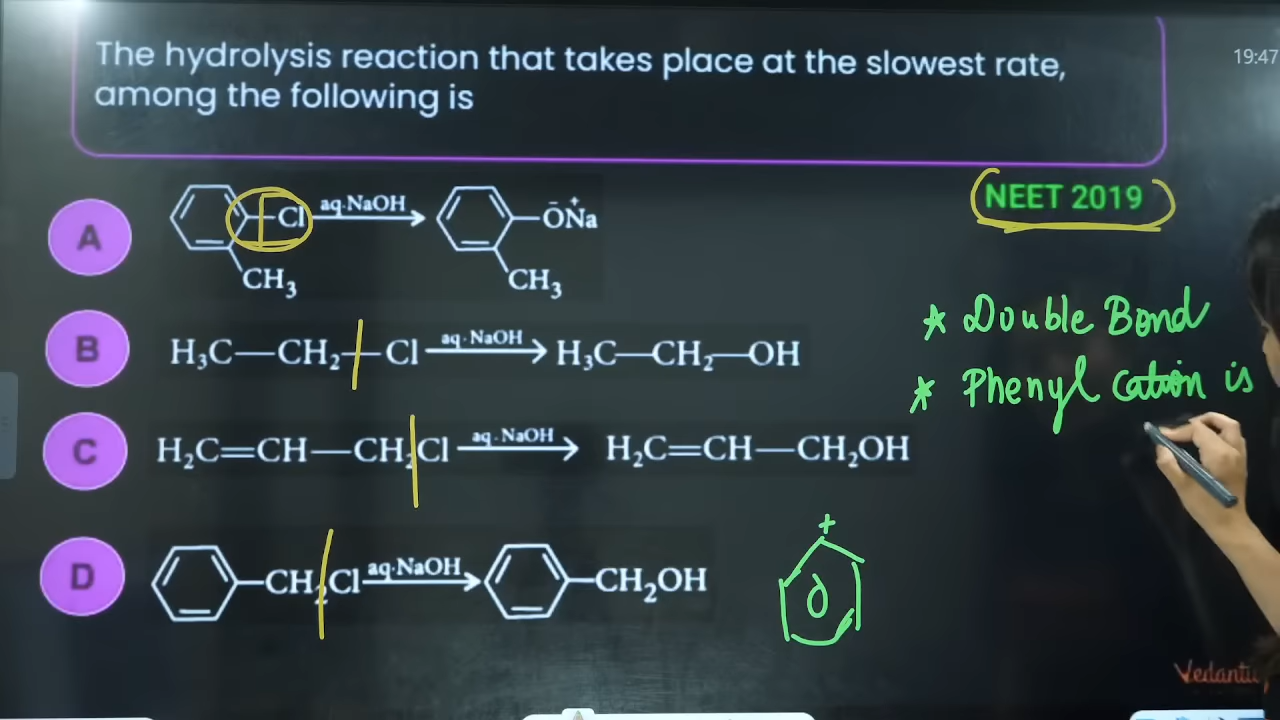 The hydrolysis reaction that takes place at the slowest rate,
among the following is
19:47
NEET 2019
A
Cl
aq·NaOH
ŌN⁺a
CH₃
CH₃
B
H₃C—CH₂—Cl
aq·NaOH
H₃C—CH₂—OH
C
H₂C=CH—CH₂Cl
aq·NaOH
H₂C=CH—CH₂OH
D
CH₂Cl
aq·NaOH
CH₂OH
* Double Bond
* Phenyl Cation is
+